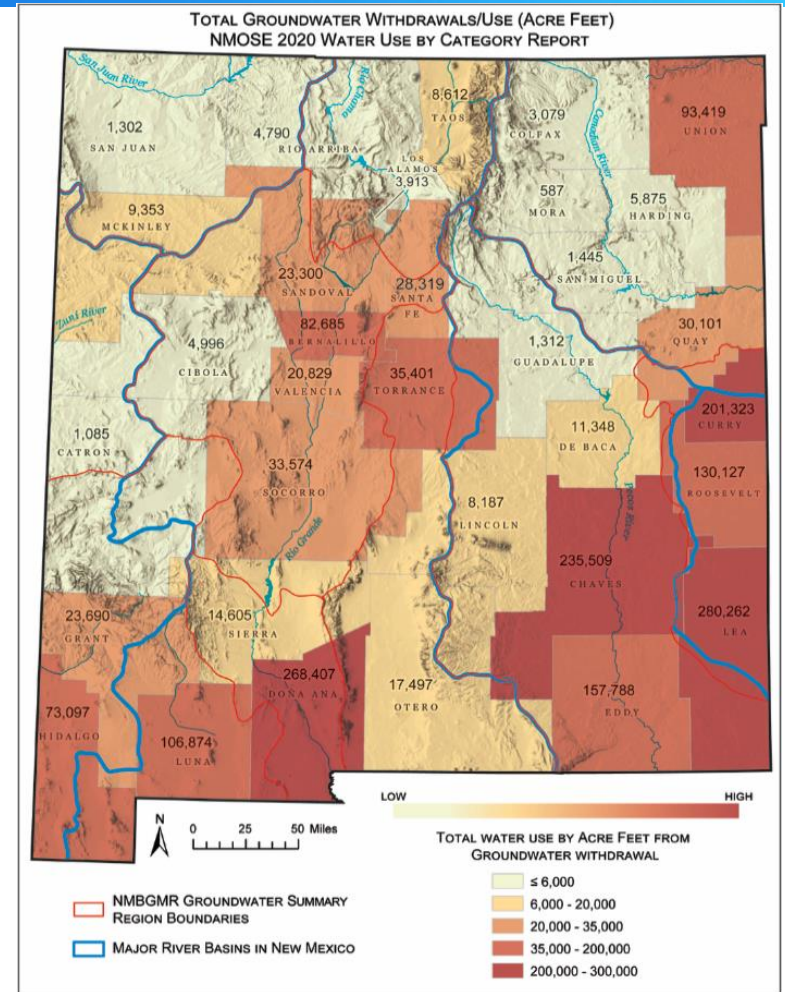 TOTAL GROUNDWATER WITHDRAWALS/USE (ACRE FEET)
NMOSE 2020 WATER USE BY CATEGORY REPORT
San Juan River
Rio Chama
8,612
TAOS
3,079
COLFAX
Canadian River
93,419
UNION
1,302
SAN JUAN
4,790
RIO ARRIBA
LOS
ALAMOS
3,913
587
MORA
5,875
HARDING
9,353
MCKINLEY
1,445
SAN MIGUEL
23,300
SANDOVAL
28,319
SANTA
FE
Zuni River
82,685
BERNALILLO
30,101
QUAY
4,996
CIBOLA
1,312
GUADALUPE
20,829
VALENCIA
35,401
TORRANCE
201,323
CURRY
1,085
CATRON
11,348
DE BACA
33,574
SOCORRO
130,127
ROOSEVELT
8,187
LINCOLN
Pecos River
Rio Grande
235,509
CHAVES
23,690
GRANT
14,605
SIERRA
280,262
LEA
268,407
DOÑA ANA
17,497
OTERO
157,788
EDDY
73,097
HIDALGO
106,874
LUNA
LOW
HIGH
N
0 25 50 Miles
TOTAL WATER USE BY ACRE FEET FROM
GROUNDWATER WITHDRAWAL
≤ 6,000
6,000 - 20,000
20,000 - 35,000
35,000 - 200,000
200,000 - 300,000
NMBGMR GROUNDWATER SUMMARY
REGION BOUNDARIES
MAJOR RIVER BASINS IN NEW MEXICO